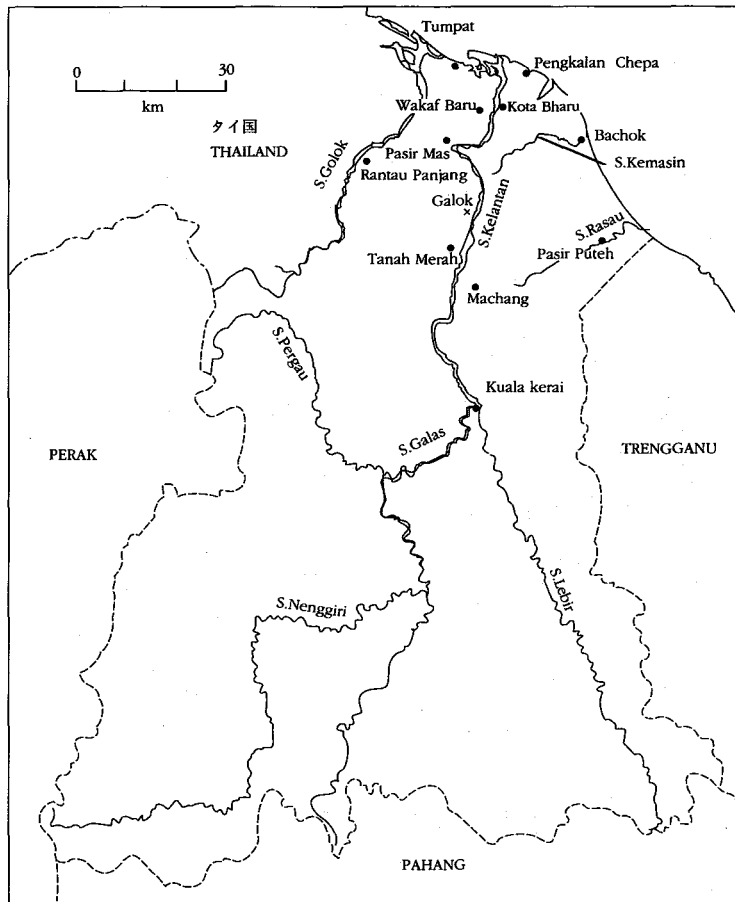 Tumpat
Pengkalan Chepa
0 30
km
Wakaf Baru
Kota Bharu
タイ国
THAILAND
S.Golok
Pasir Mas
Bachok
S.Kemasin
Rantau Panjang
Galok
S.Kelantan
S.Rasau
Pasir Puteh
Tanah Merah
Machang
S.Pergau
Kuala kerai
S.Galas
PERAK
TRENGGANU
S.Nenggiri
S.Lebir
PAHANG